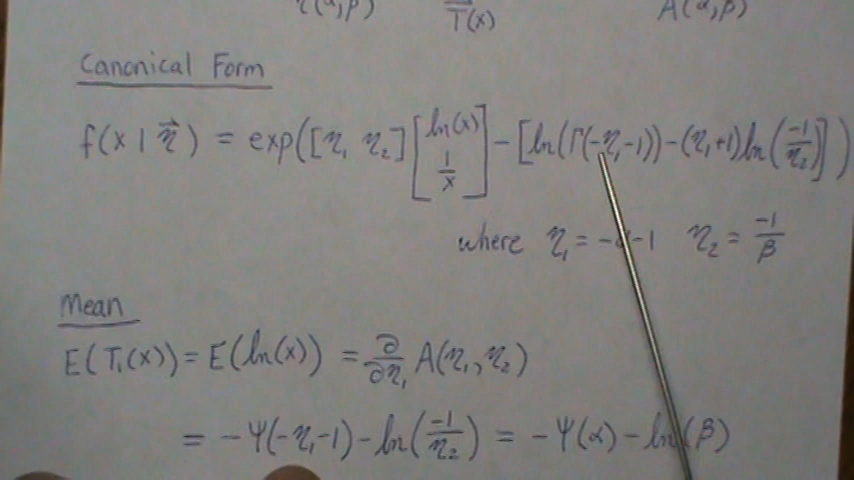 (α,β) T⃗(x) A(α,β)
Canonical Form
f(x | η⃗) = exp([η₁ η₂] [ln(x) 1/x] - [ln(Γ(-η₁-1)) - (η₁+1)ln(-1/η₂)])
where η₁ = -α-1 η₂ = -1/β
Mean
E(T₁(x)) = E(ln(x)) = ∂/∂η₁ A(η₁, η₂)
= -Ψ(-η₁-1) - ln(-1/η₂) = -Ψ(α) - ln(β)